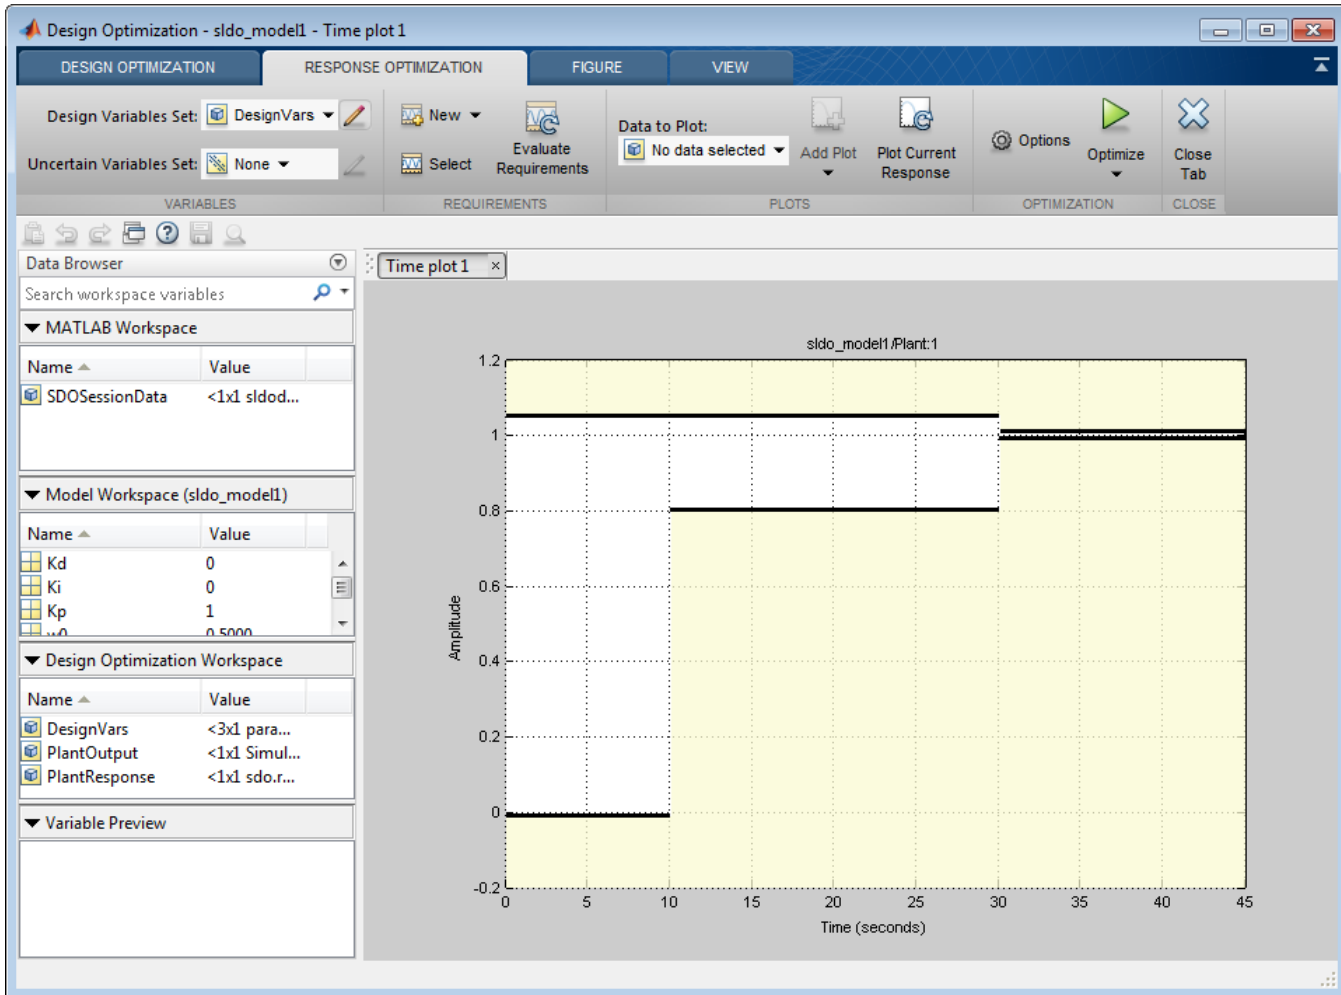 Design Optimization - sldo_model1 - Time plot 1
DESIGN OPTIMIZATION
RESPONSE OPTIMIZATION
FIGURE
VIEW
Design Variables Set: DesignVars
Uncertain Variables Set: None
VARIABLES
New
Select
Evaluate
Requirements
REQUIREMENTS
Data to Plot:
No data selected
Add Plot
Plot Current
Response
PLOTS
Options
Optimize
OPTIMIZATION
Close
Tab
CLOSE
Data Browser
Search workspace variables
MATLAB Workspace
Name Value
SDOSessionData <1x1 sldod...
Model Workspace (sldo_model1)
Name Value
Kd 0
Ki 0
Kp 1
w0 0.5000
Design Optimization Workspace
Name Value
DesignVars <3x1 para...
PlantOutput <1x1 Simul...
PlantResponse <1x1 sdo.r...
Variable Preview
Time plot 1
sldo_model1/Plant:1
1.2
1
0.8
0.6
0.4
0.2
0
-0.2
Amplitude
0 5 10 15 20 25 30 35 40 45
Time (seconds)